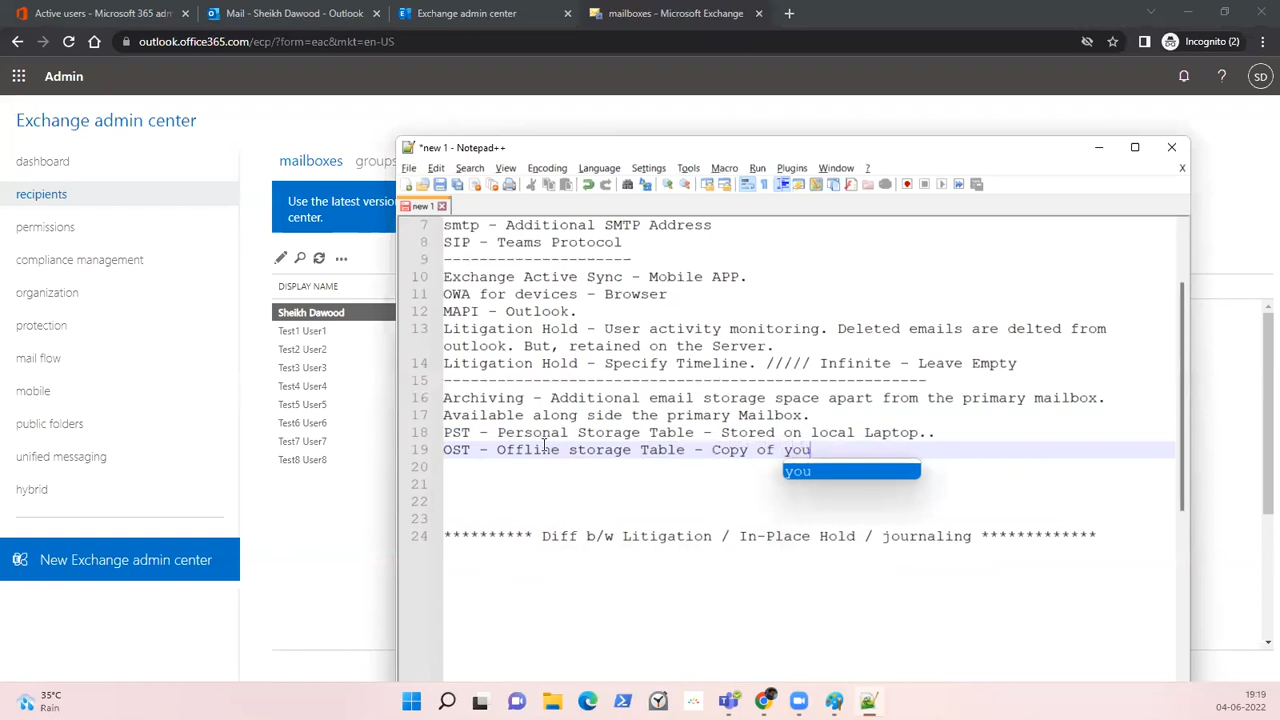 Active users - Microsoft 365 adm
Mail - Sheikh Dawood - Outlook
Exchange admin center
mailboxes - Microsoft Exchange
outlook.office365.com/ecp/?form=eac&mkt=en-US
Incognito (2)
Admin
SD
Exchange admin center
dashboard
recipients
permissions
compliance management
organization
protection
mail flow
mobile
public folders
unified messaging
hybrid
New Exchange admin center
mailboxes groups
Use the latest version
center.
DISPLAY NAME
Sheikh Dawood
Test1 User1
Test2 User2
Test3 User3
Test4 User4
Test5 User5
Test6 User6
Test7 User7
Test8 User8
*new 1 - Notepad++
File Edit Search View Encoding Language Settings Tools Macro Run Plugins Window ? X
new 1
7 smtp - Additional SMTP Address
8 SIP - Teams Protocol
9 ---------------------
10 Exchange Active Sync - Mobile APP.
11 OWA for devices - Browser
12 MAPI - Outlook.
13 Litigation Hold - User activity monitoring. Deleted emails are delted from
outlook. But, retained on the Server.
14 Litigation Hold - Specify Timeline. ///// Infinite - Leave Empty
15 ------------------------------------------------------
16 Archiving - Additional email storage space apart from the primary mailbox.
17 Available along side the primary Mailbox.
18 PST - Personal Storage Table - Stored on local Laptop..
19 OST - Offline storage Table - Copy of you
you
20
21
22
23
24 ********** Diff b/w Litigation / In-Place Hold / journaling *************
35°C
Rain
19:19
04-06-2022